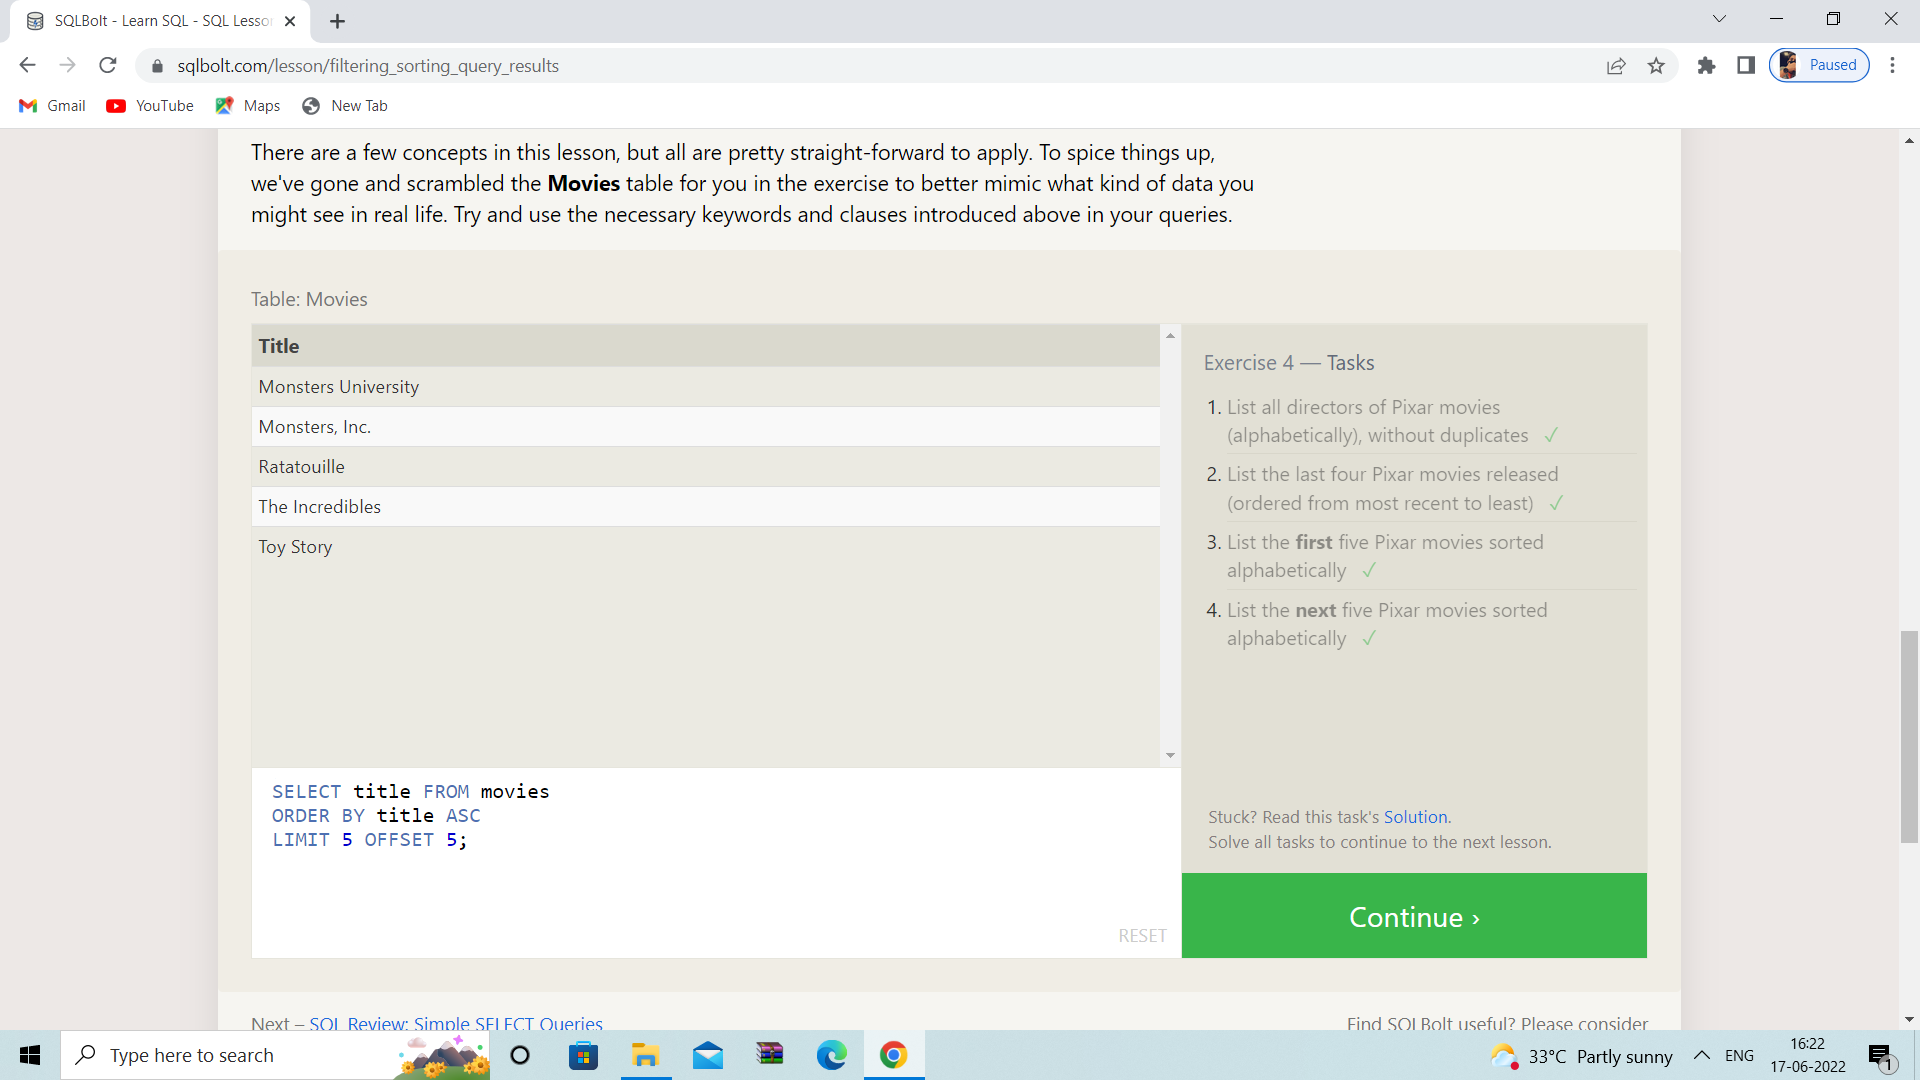 SQLBolt - Learn SQL - SQL Lesso
sqlbolt.com/lesson/filtering_sorting_query_results
Paused
Gmail YouTube Maps New Tab
There are a few concepts in this lesson, but all are pretty straight-forward to apply. To spice things up,
we've gone and scrambled the Movies table for you in the exercise to better mimic what kind of data you
might see in real life. Try and use the necessary keywords and clauses introduced above in your queries.
Table: Movies
Title
Monsters University
Monsters, Inc.
Ratatouille
The Incredibles
Toy Story
SELECT title FROM movies
ORDER BY title ASC
LIMIT 5 OFFSET 5;
RESET
Exercise 4 — Tasks
1. List all directors of Pixar movies
(alphabetically), without duplicates ✓
2. List the last four Pixar movies released
(ordered from most recent to least) ✓
3. List the first five Pixar movies sorted
alphabetically ✓
4. List the next five Pixar movies sorted
alphabetically ✓
Stuck? Read this task's Solution.
Solve all tasks to continue to the next lesson.
Continue ›
Next – SQL Review: Simple SELECT Queries
Find SQLBolt useful? Please consider
Type here to search
33°C Partly sunny
ENG
16:22
17-06-2022
1